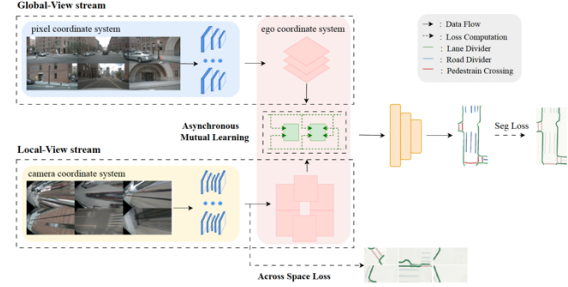 Global-View stream
pixel coordinate system
ego coordinate system
: Data Flow
: Loss Computation
: Lane Divider
: Road Divider
: Pedestrain Crossing
Asynchronous
Mutual Learning
Seg Loss
Local-View stream
camera coordinate system
Across Space Loss